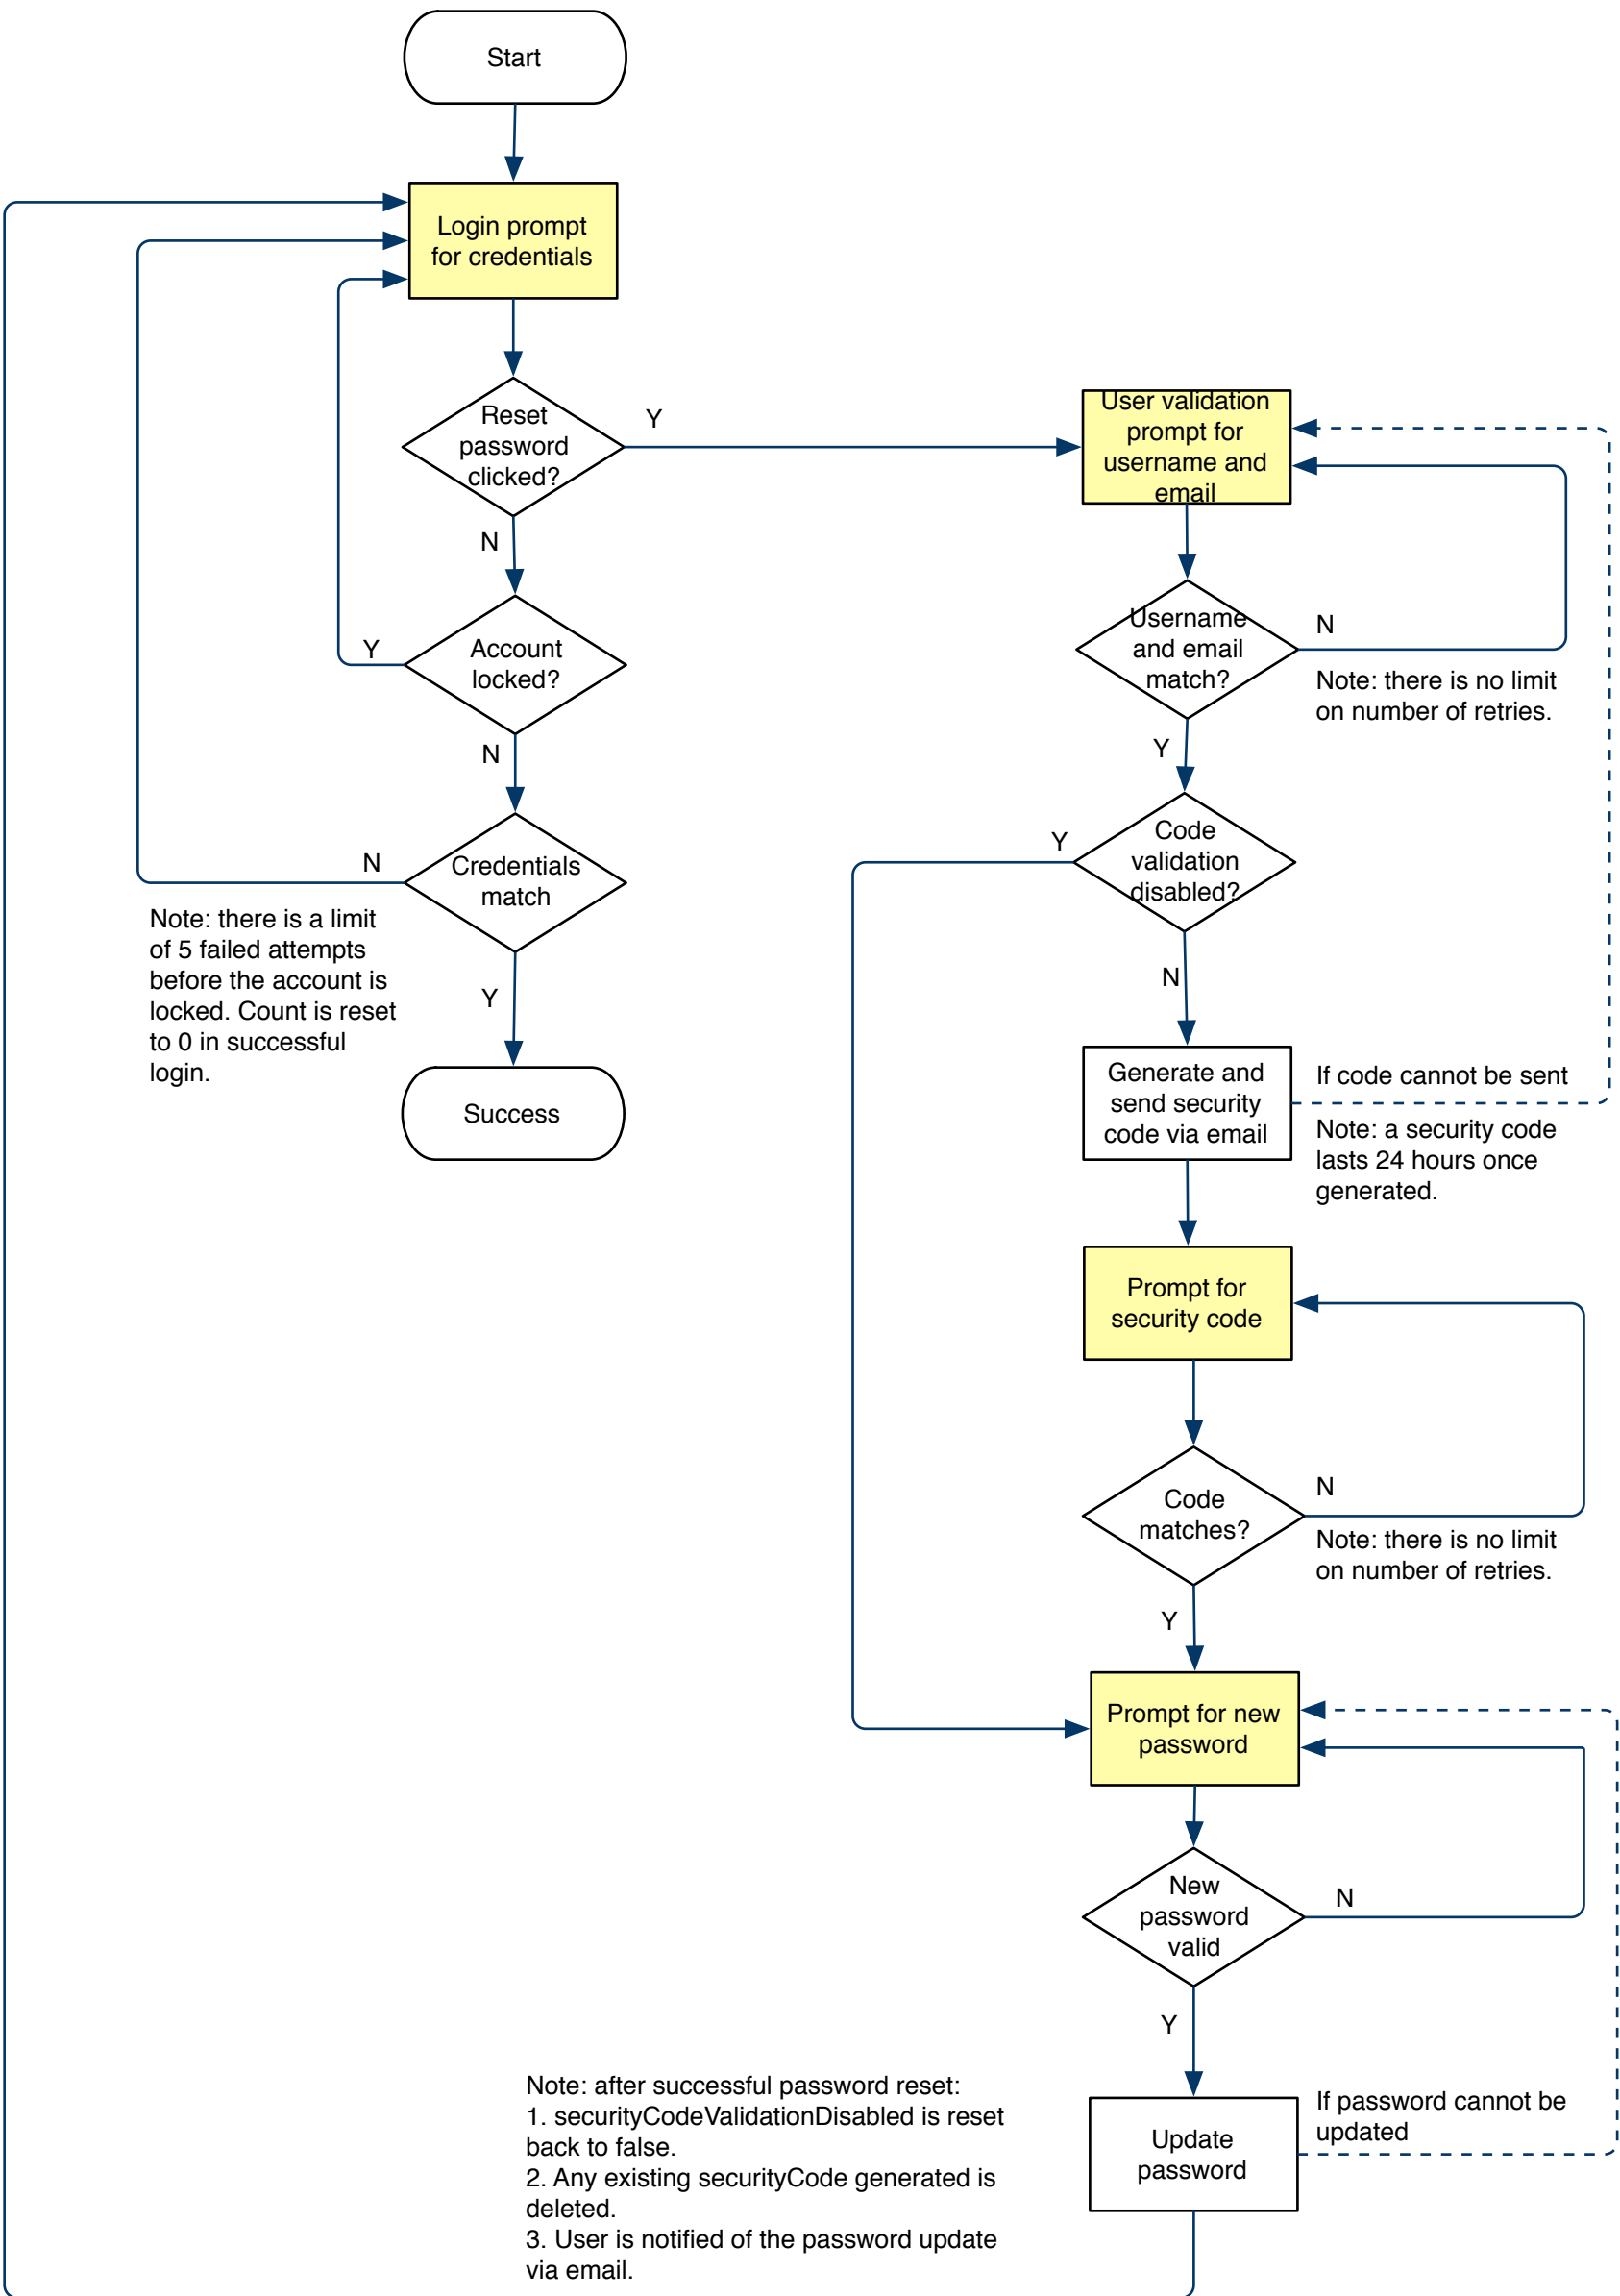 Start
Login prompt
for credentials
Reset
password
clicked?
Y
N
Account
locked?
Y
N
Credentials
match
N
Note: there is a limit
of 5 failed attempts
before the account is
locked. Count is reset
to 0 in successful
login.
Y
Success
User validation
prompt for
username and
email
Username
and email
match?
N
Note: there is no limit
on number of retries.
Y
Code
validation
disabled?
Y
N
Generate and
send security
code via email
If code cannot be sent
Note: a security code
lasts 24 hours once
generated.
Prompt for
security code
Code
matches?
N
Note: there is no limit
on number of retries.
Y
Prompt for new
password
New
password
valid
N
Y
Update
password
If password cannot be
updated
Note: after successful password reset:
1. securityCodeValidationDisabled is reset
back to false.
2. Any existing securityCode generated is
deleted.
3. User is notified of the password update
via email.